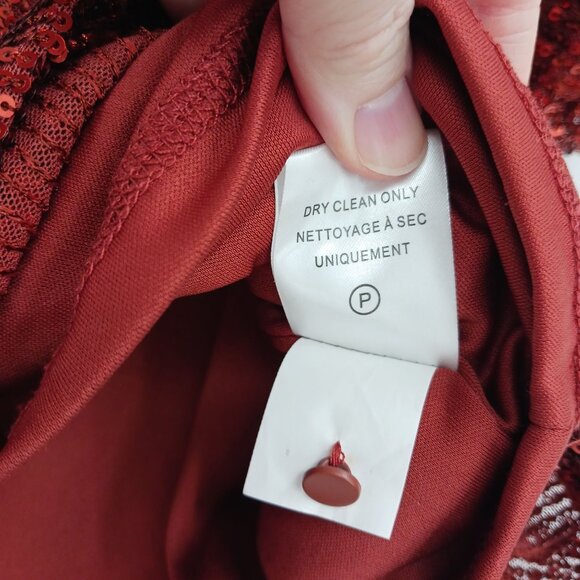 DRY CLEAN ONLY
NETTOYAGE À SEC
UNIQUEMENT
P